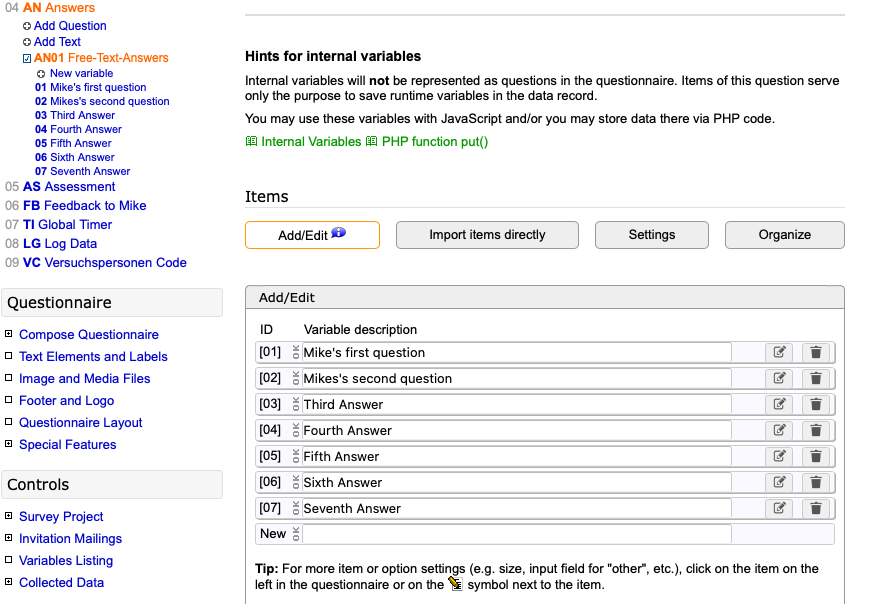 04 AN Answers
Add Question
Add Text
AN01 Free-Text-Answers
New variable
01 Mike's first question
02 Mikes's second question
03 Third Answer
04 Fourth Answer
05 Fifth Answer
06 Sixth Answer
07 Seventh Answer
05 AS Assessment
06 FB Feedback to Mike
07 TI Global Timer
08 LG Log Data
09 VC Versuchspersonen Code
Questionnaire
Compose Questionnaire
Text Elements and Labels
Image and Media Files
Footer and Logo
Questionnaire Layout
Special Features
Controls
Survey Project
Invitation Mailings
Variables Listing
Collected Data
Hints for internal variables
Internal variables will not be represented as questions in the questionnaire. Items of this question serve
only the purpose to save runtime variables in the data record.
You may use these variables with JavaScript and/or you may store data there via PHP code.
Internal Variables PHP function put()
Items
Add/Edit Import items directly Settings Organize
Add/Edit
ID Variable description
[01] OK Mike's first question
[02] OK Mikes's second question
[03] OK Third Answer
[04] OK Fourth Answer
[05] OK Fifth Answer
[06] OK Sixth Answer
[07] OK Seventh Answer
New OK
Tip: For more item or option settings (e.g. size, input field for "other", etc.), click on the item on the
left in the questionnaire or on the symbol next to the item.